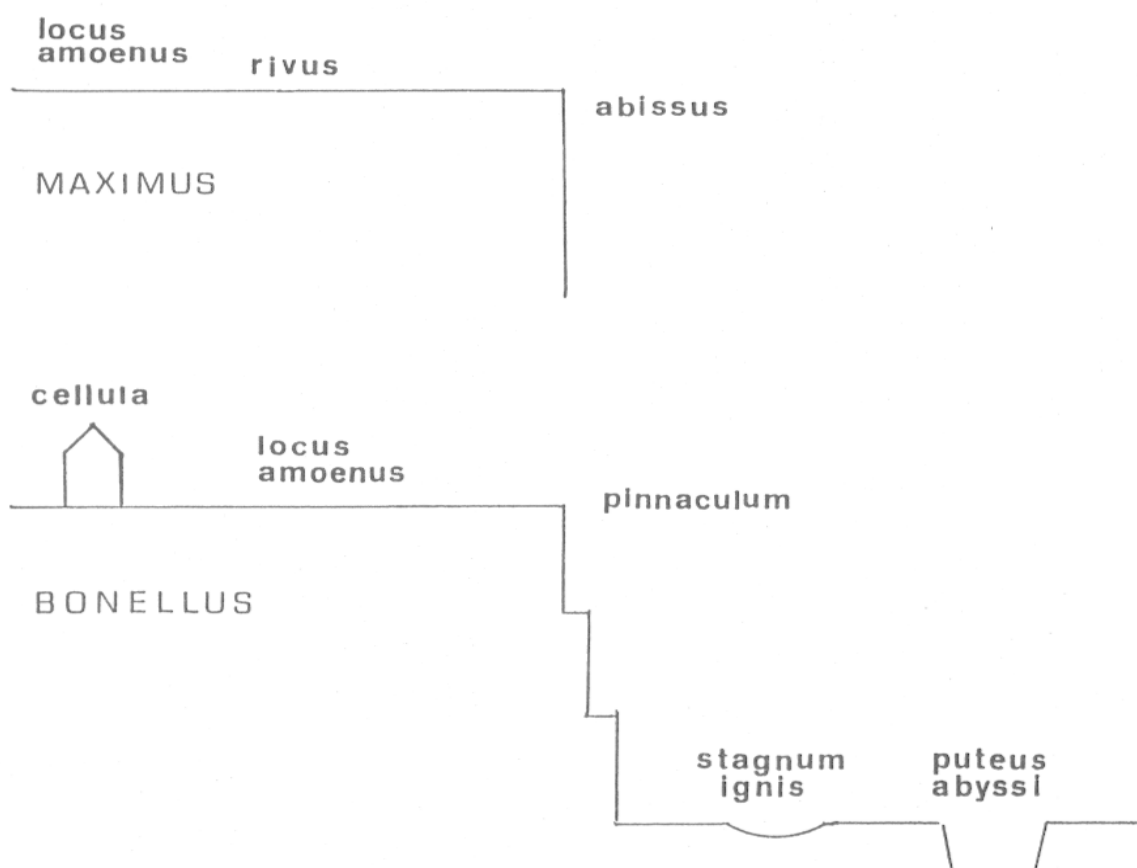 locus
amoenus
rivus
abissus
MAXIMUS
cellula
locus
amoenus
pinnaculum
BONELLUS
stagnum
ignis
puteus
abyssi